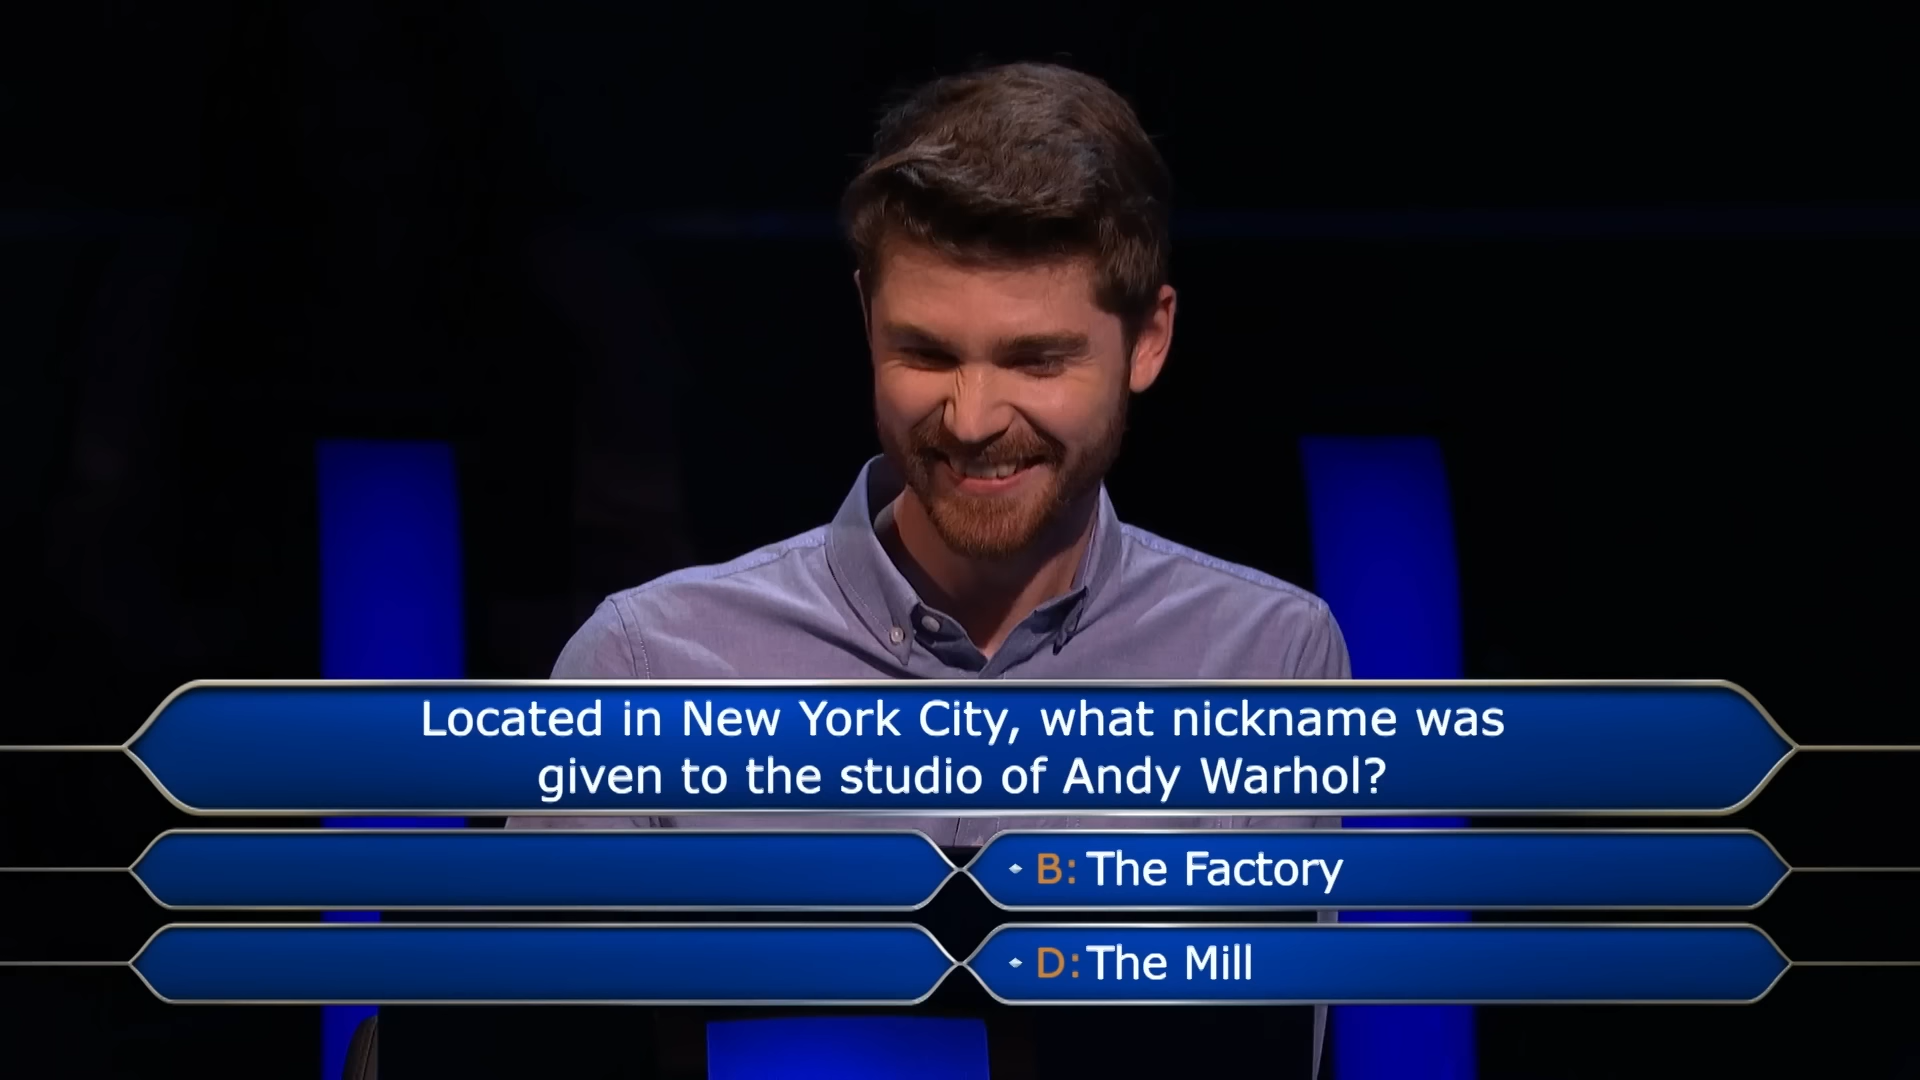 Located in New York City, what nickname was
given to the studio of Andy Warhol?
B: The Factory
D: The Mill